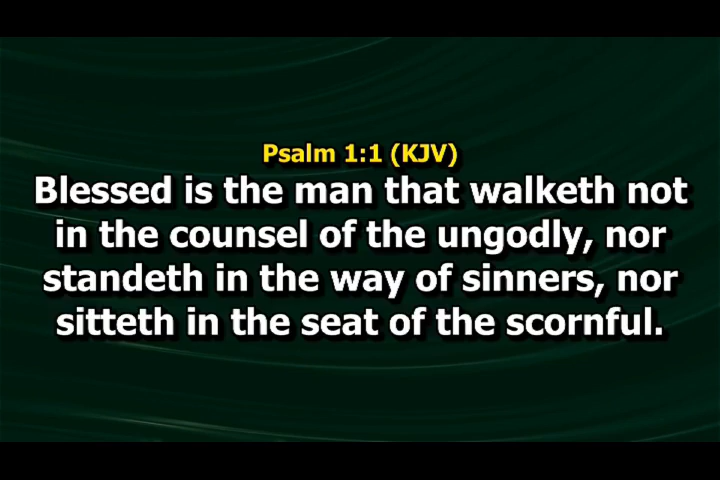 Psalm 1:1 (KJV)
Blessed is the man that walketh not
in the counsel of the ungodly, nor
standeth in the way of sinners, nor
sitteth in the seat of the scornful.